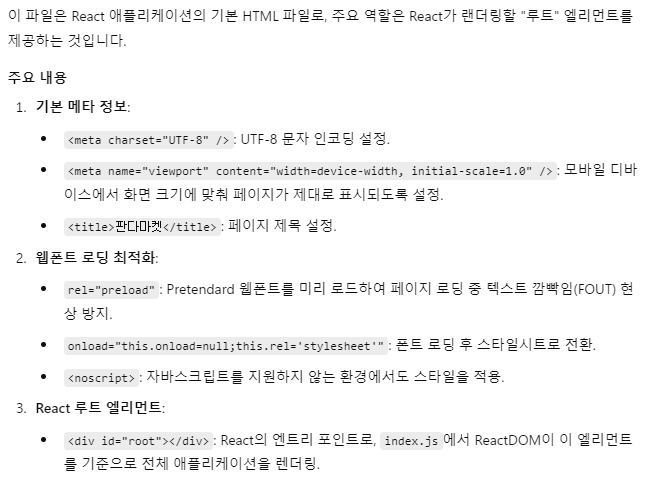 이 파일은 React 애플리케이션의 기본 HTML 파일로, 주요 역할은 React가 랜더링할 "루트" 엘리먼트를
제공하는 것입니다.
주요 내용
1. 기본 메타 정보:
• <meta charset="UTF-8" />: UTF-8 문자 인코딩 설정.
• <meta name="viewport" content="width=device-width, initial-scale=1.0" />: 모바일 디바
이스에서 화면 크기에 맞춰 페이지가 제대로 표시되도록 설정.
• <title>판다마켓</title>: 페이지 제목 설정.
2. 웹폰트 로딩 최적화:
• rel="preload": Pretendard 웹폰트를 미리 로드하여 페이지 로딩 중 텍스트 깜빡임(FOUT) 현
상 방지.
• onload="this.onload=null;this.rel='stylesheet'": 폰트 로딩 후 스타일시트로 전환.
• <noscript>: 자바스크립트를 지원하지 않는 환경에서도 스타일을 적용.
3. React 루트 엘리먼트:
• <div id="root"></div>: React의 엔트리 포인트로, index.js에서 ReactDOM이 이 엘리먼트
를 기준으로 전체 애플리케이션을 렌더링.